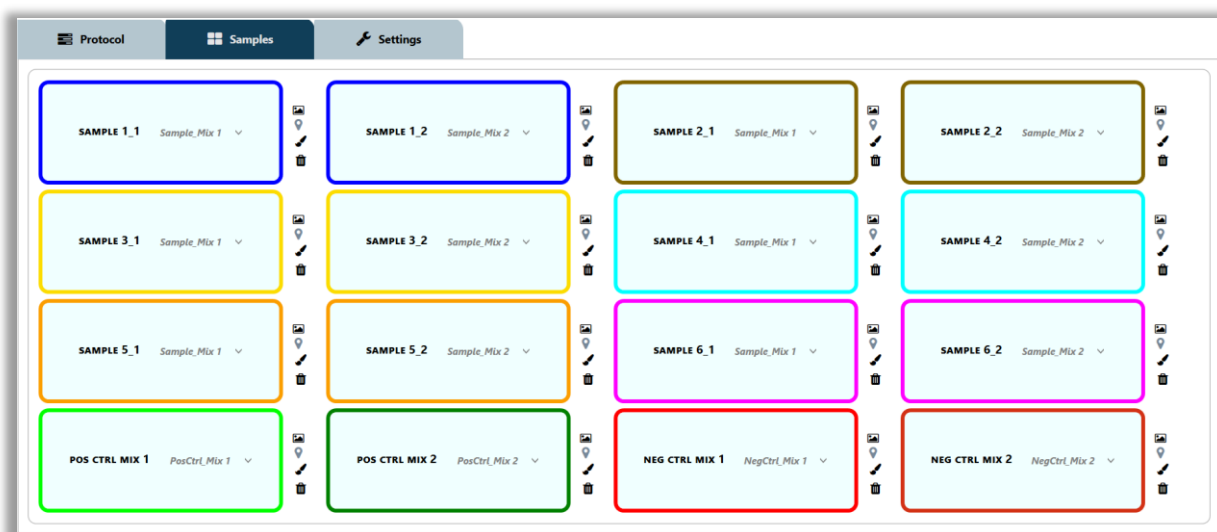 Protocol Samples Settings
SAMPLE 1_1 Sample_Mix 1 SAMPLE 1_2 Sample_Mix 2 SAMPLE 2_1 Sample_Mix 1 SAMPLE 2_2 Sample_Mix 2
SAMPLE 3_1 Sample_Mix 1 SAMPLE 3_2 Sample_Mix 2 SAMPLE 4_1 Sample_Mix 1 SAMPLE 4_2 Sample_Mix 2
SAMPLE 5_1 Sample_Mix 1 SAMPLE 5_2 Sample_Mix 2 SAMPLE 6_1 Sample_Mix 1 SAMPLE 6_2 Sample_Mix 2
POS CTRL MIX 1 PosCtrl_Mix 1 POS CTRL MIX 2 PosCtrl_Mix 2 NEG CTRL MIX 1 NegCtrl_Mix 1 NEG CTRL MIX 2 NegCtrl_Mix 2